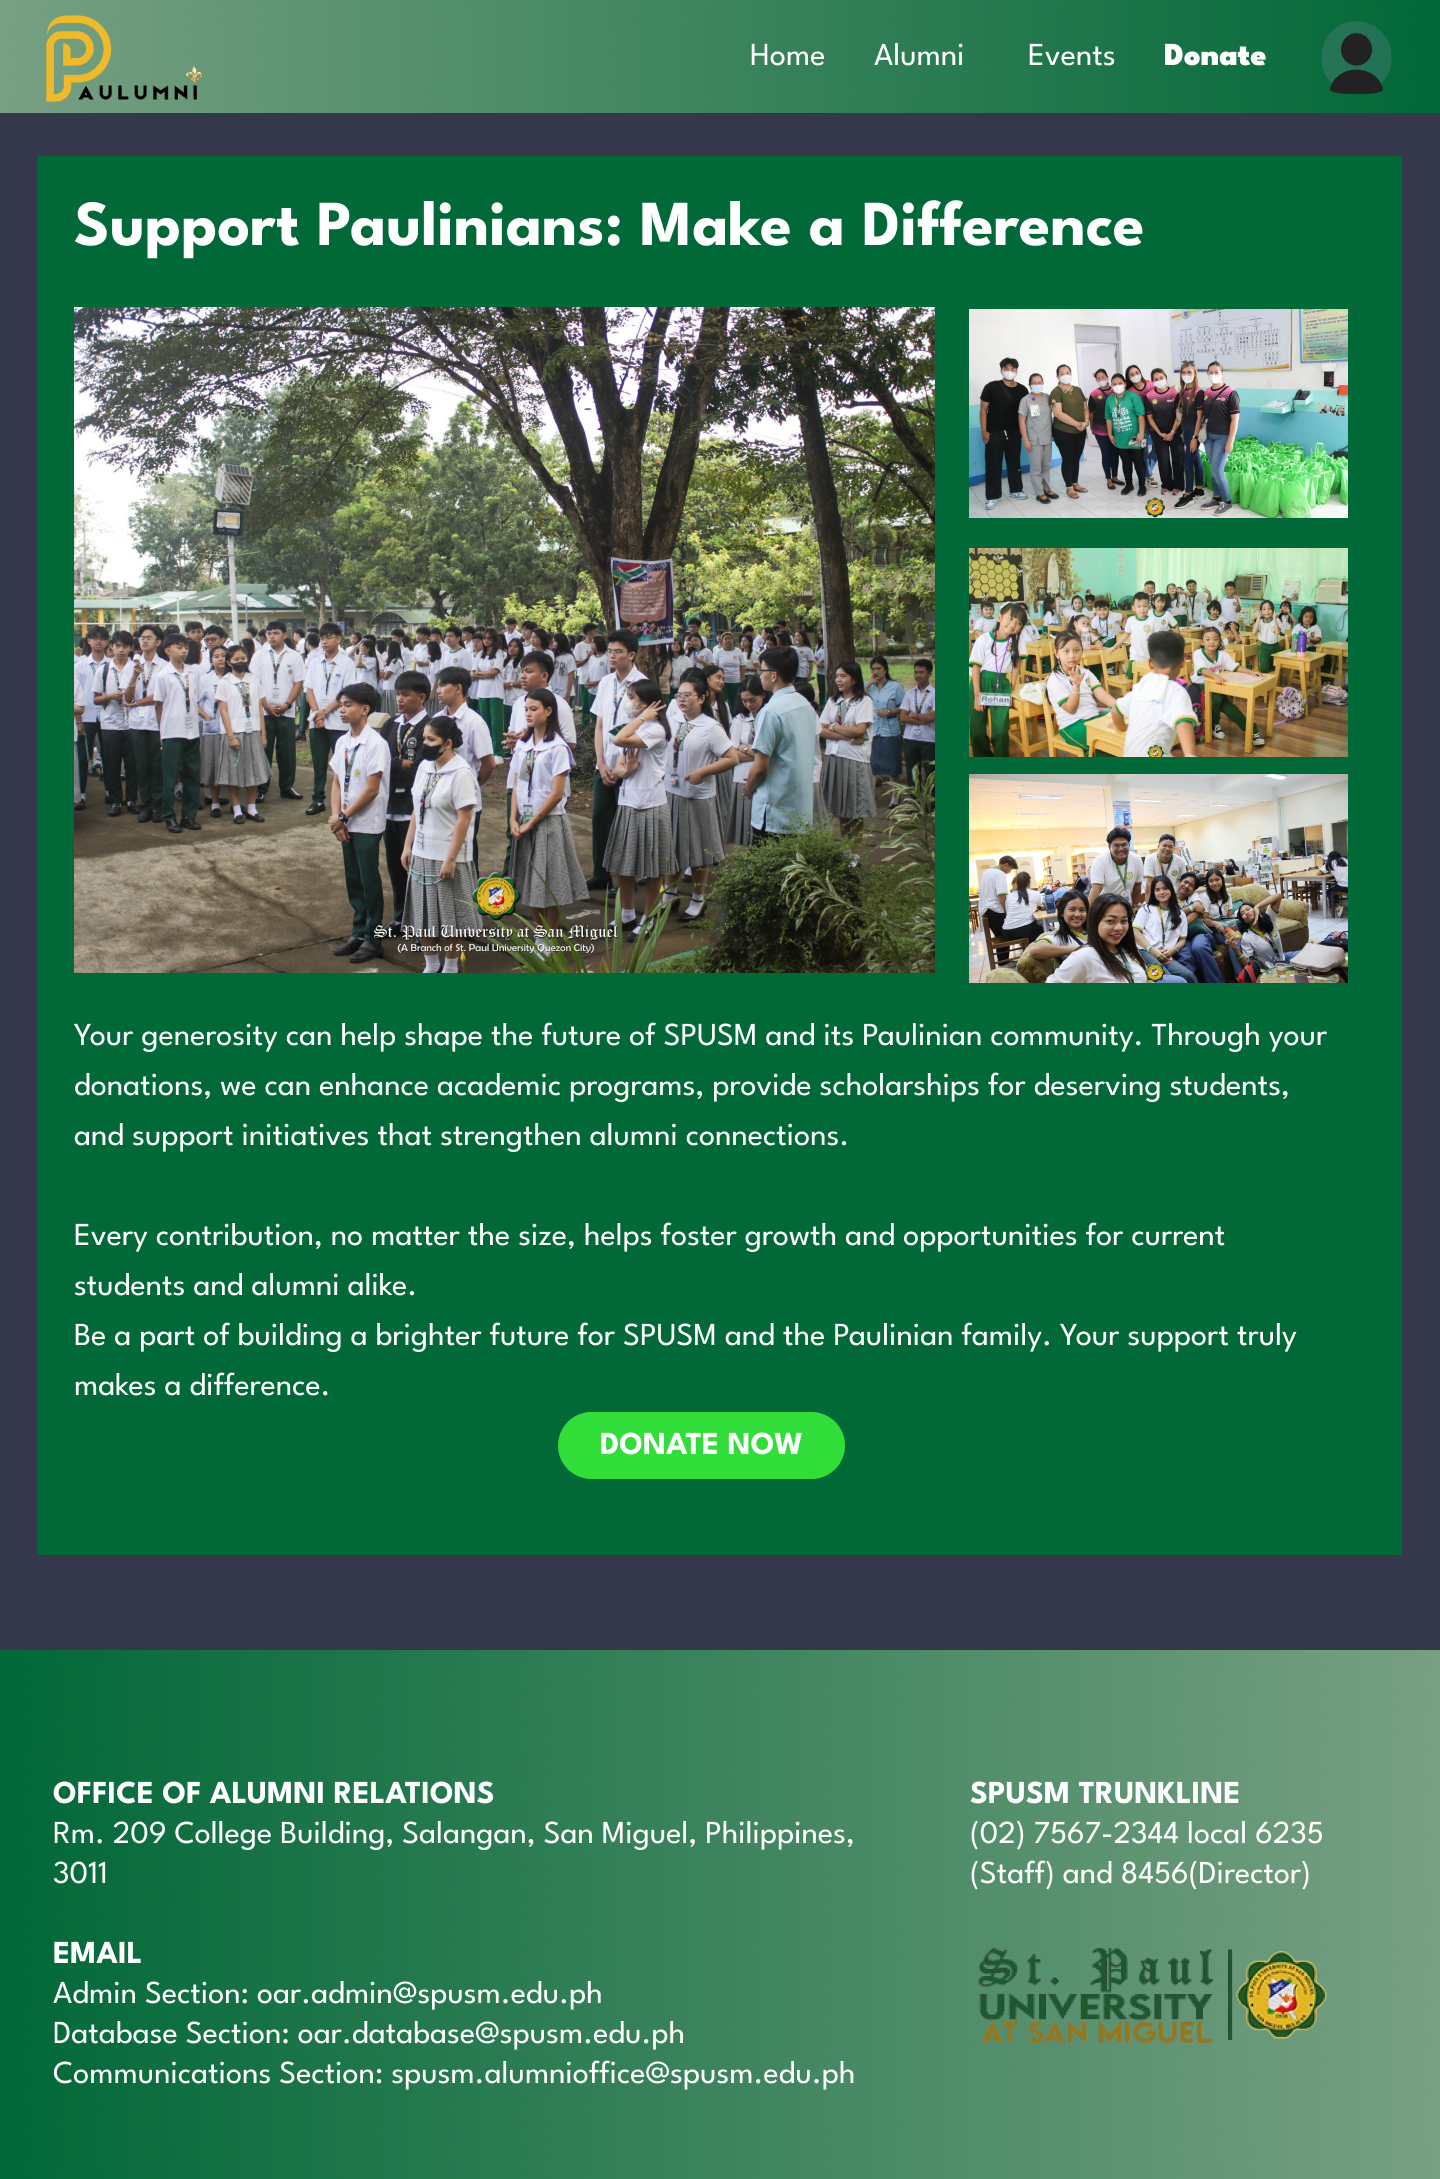 PAULUMNI
Home Alumni Events Donate
Support Paulinians: Make a Difference
Rohan
St. Paul University at San Miguel
(A Branch of St. Paul University Quezon City)
Your generosity can help shape the future of SPUSM and its Paulinian community. Through your
donations, we can enhance academic programs, provide scholarships for deserving students,
and support initiatives that strengthen alumni connections.
Every contribution, no matter the size, helps foster growth and opportunities for current
students and alumni alike.
Be a part of building a brighter future for SPUSM and the Paulinian family. Your support truly
makes a difference.
DONATE NOW
OFFICE OF ALUMNI RELATIONS
Rm. 209 College Building, Salangan, San Miguel, Philippines,
3011
EMAIL
Admin Section: oar.admin@spusm.edu.ph
Database Section: oar.database@spusm.edu.ph
Communications Section: spusm.alumnioffice@spusm.edu.ph
SPUSM TRUNKLINE
(02) 7567-2344 local 6235
(Staff) and 8456(Director)
St. Paul
UNIVERSITY
AT SAN MIGUEL